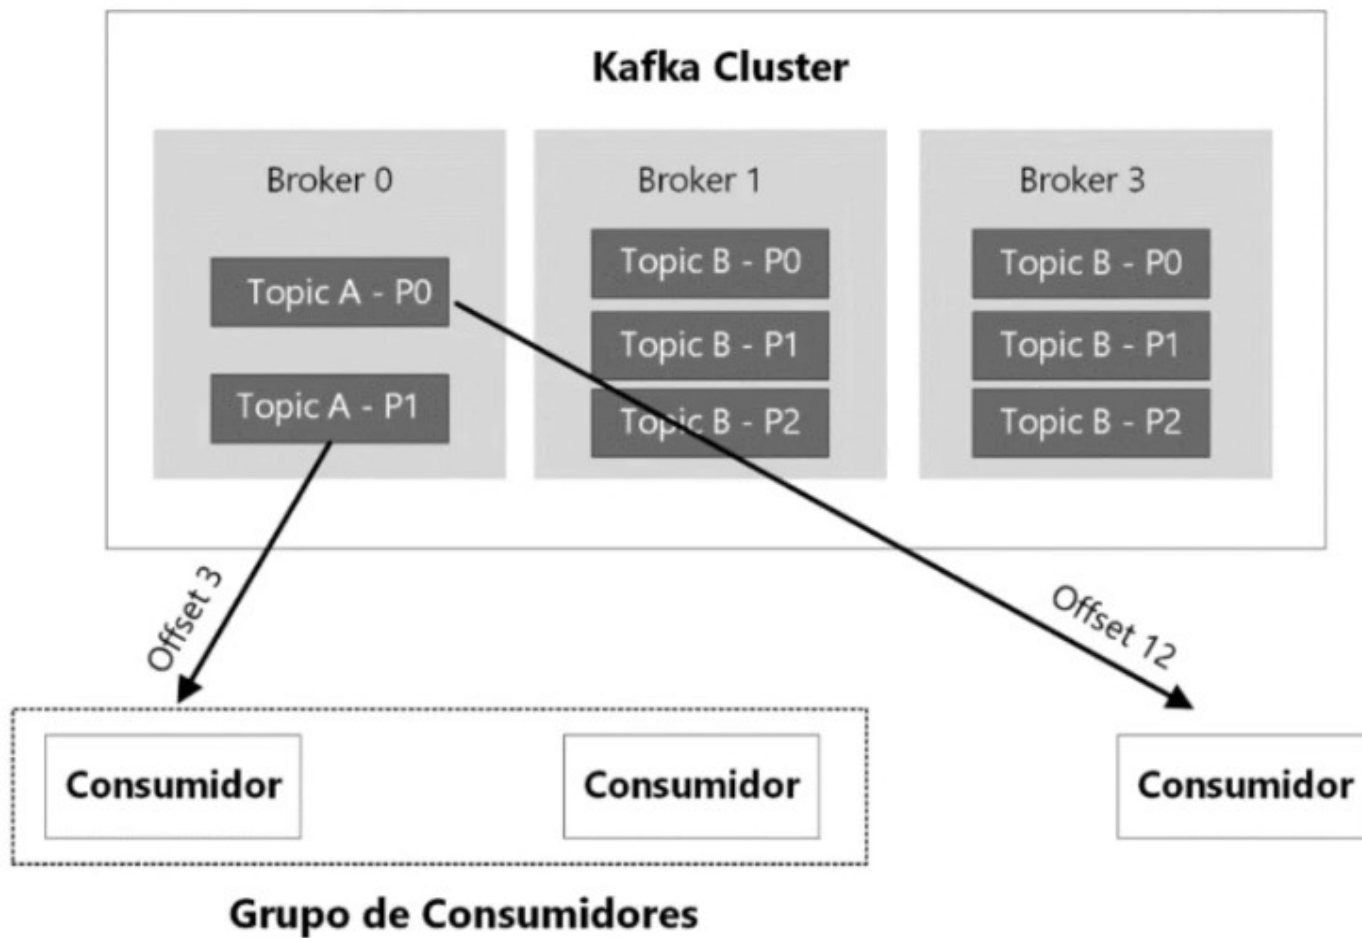 Kafka Cluster
Broker 0
Topic A - P0
Topic A - P1
Broker 1
Topic B - P0
Topic B - P1
Topic B - P2
Broker 3
Topic B - P0
Topic B - P1
Topic B - P2
Offset 3
Offset 12
Consumidor
Consumidor
Consumidor
Grupo de Consumidores